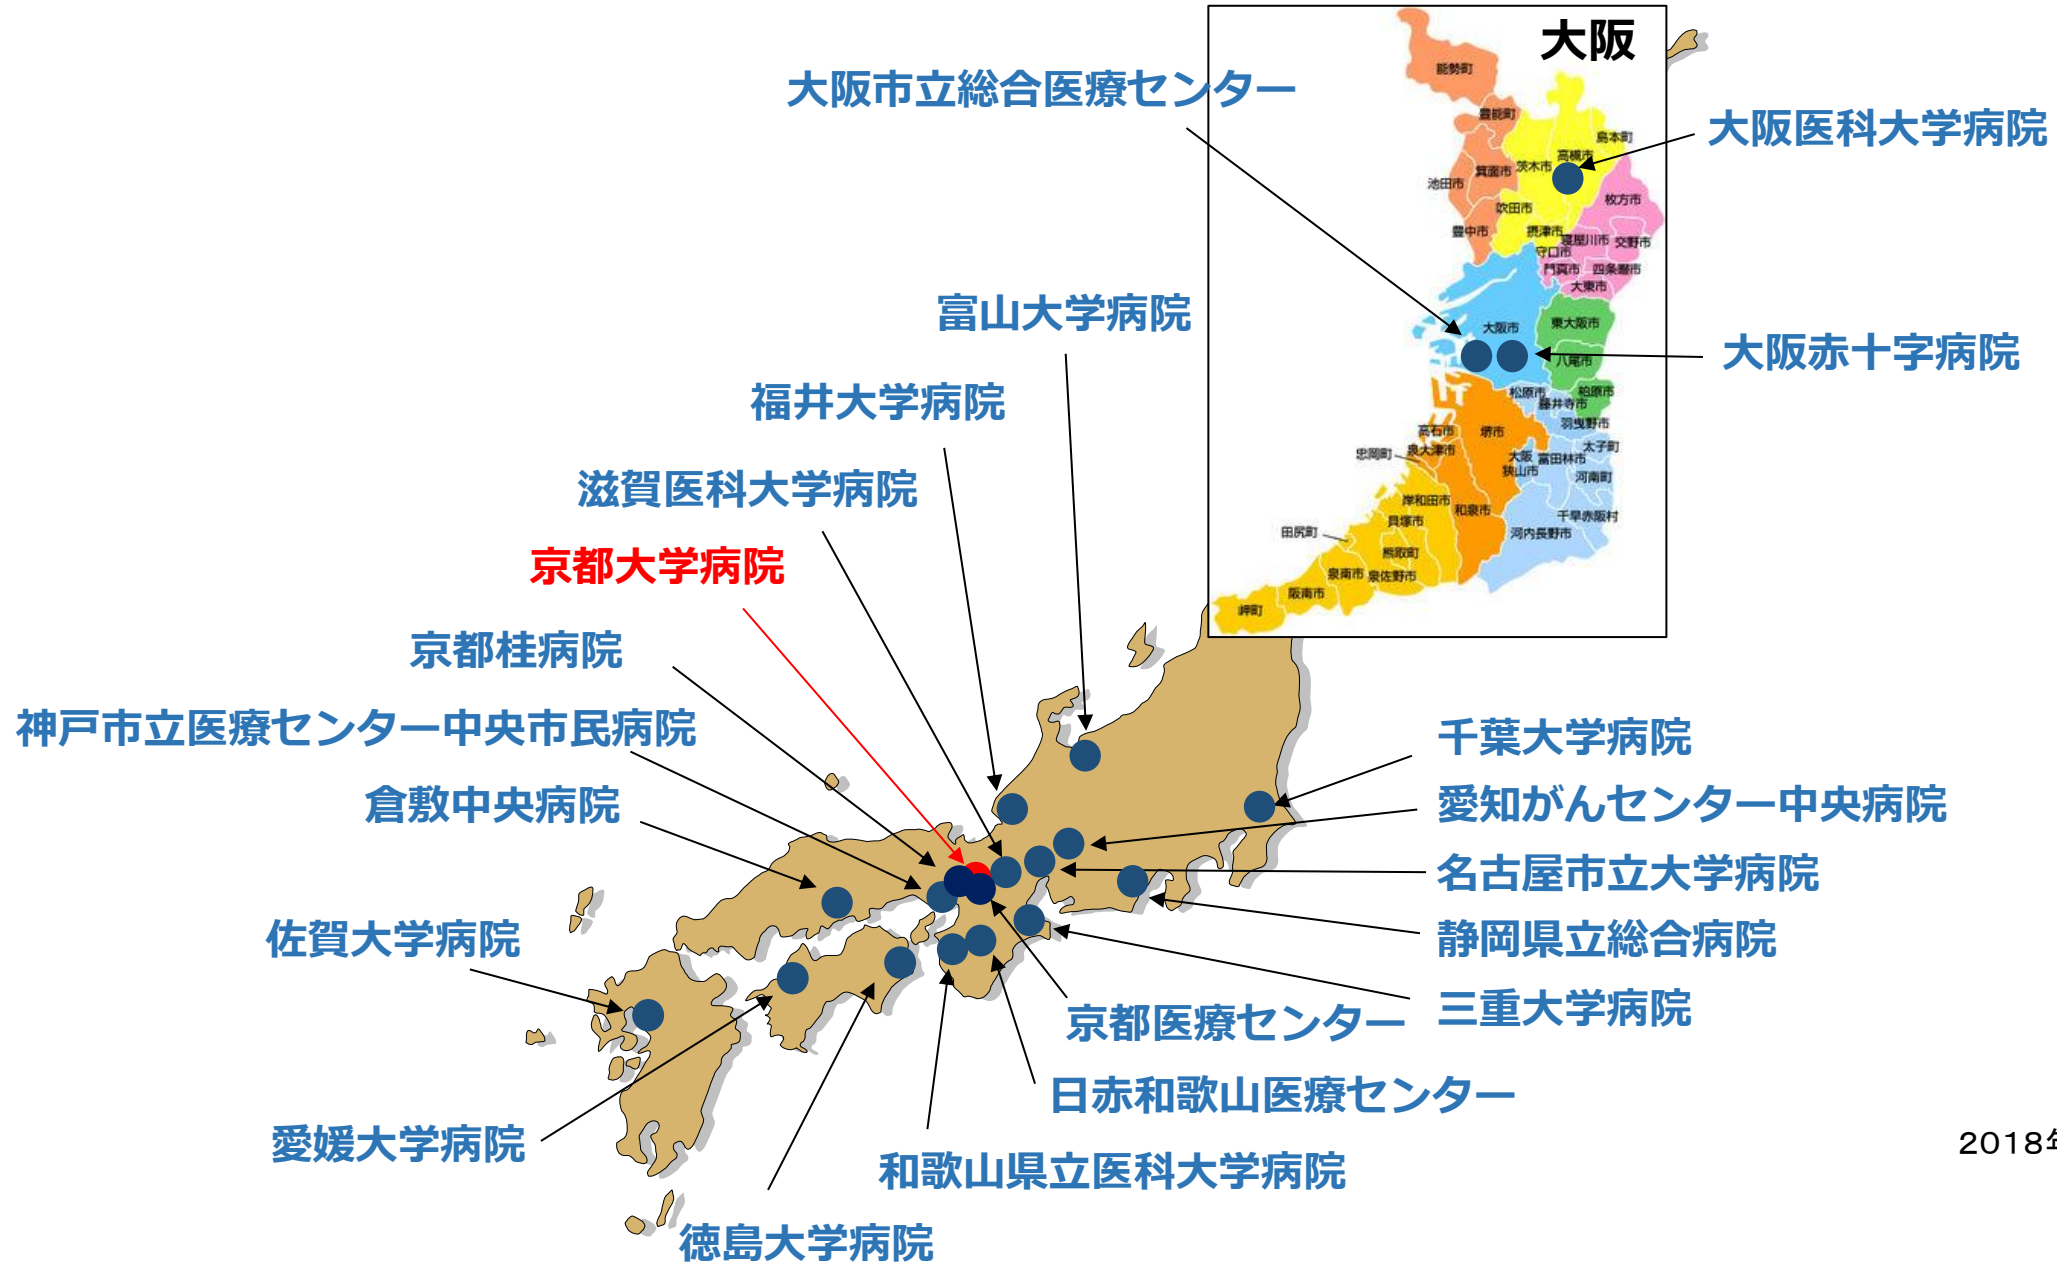 大阪
大阪市立総合医療センター
大阪医科大学病院
大阪赤十字病院
能勢町
豊能町
島本町
高槻市
茨木市
箕面市
池田市
枚方市
吹田市
豊中市
摂津市
寝屋川市
交野市
守口市
門真市
四条畷市
大東市
大阪市
東大阪市
八尾市
松原市
柏原市
藤井寺市
羽曳野市
高石市
堺市
泉大津市
忠岡町
太子町
大阪
狭山市
富田林市
河南町
岸和田市
和泉市
貝塚市
千早赤阪村
田尻町
河内長野市
熊取町
泉南市
泉佐野市
阪南市
岬町
富山大学病院
福井大学病院
滋賀医科大学病院
京都大学病院
京都桂病院
神戸市立医療センター中央市民病院
倉敷中央病院
佐賀大学病院
愛媛大学病院
徳島大学病院
和歌山県立医科大学病院
日赤和歌山医療センター
京都医療センター
千葉大学病院
愛知がんセンター中央病院
名古屋市立大学病院
静岡県立総合病院
三重大学病院
2018年